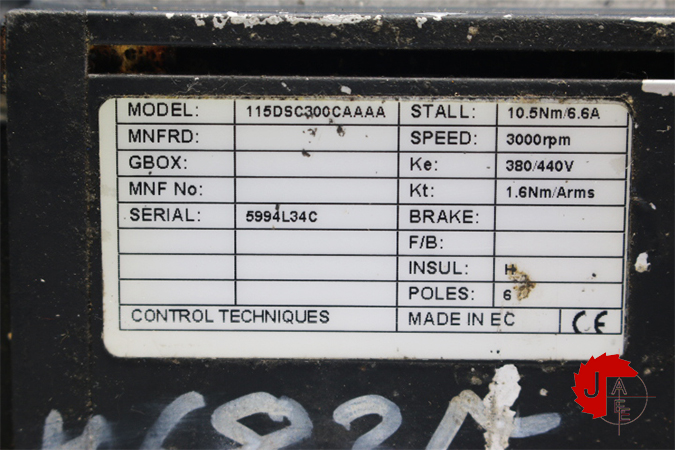 MODEL: 115DSC300CAAAA STALL: 10.5Nm/6.6A
MNFRD: SPEED: 3000rpm
GBOX: Ke: 380/440V
MNF No: Kt: 1.6Nm/Arms
SERIAL: 5994L34C BRAKE:
F/B:
INSUL: H
POLES: 6
CONTROL TECHNIQUES MADE IN EC CE
J